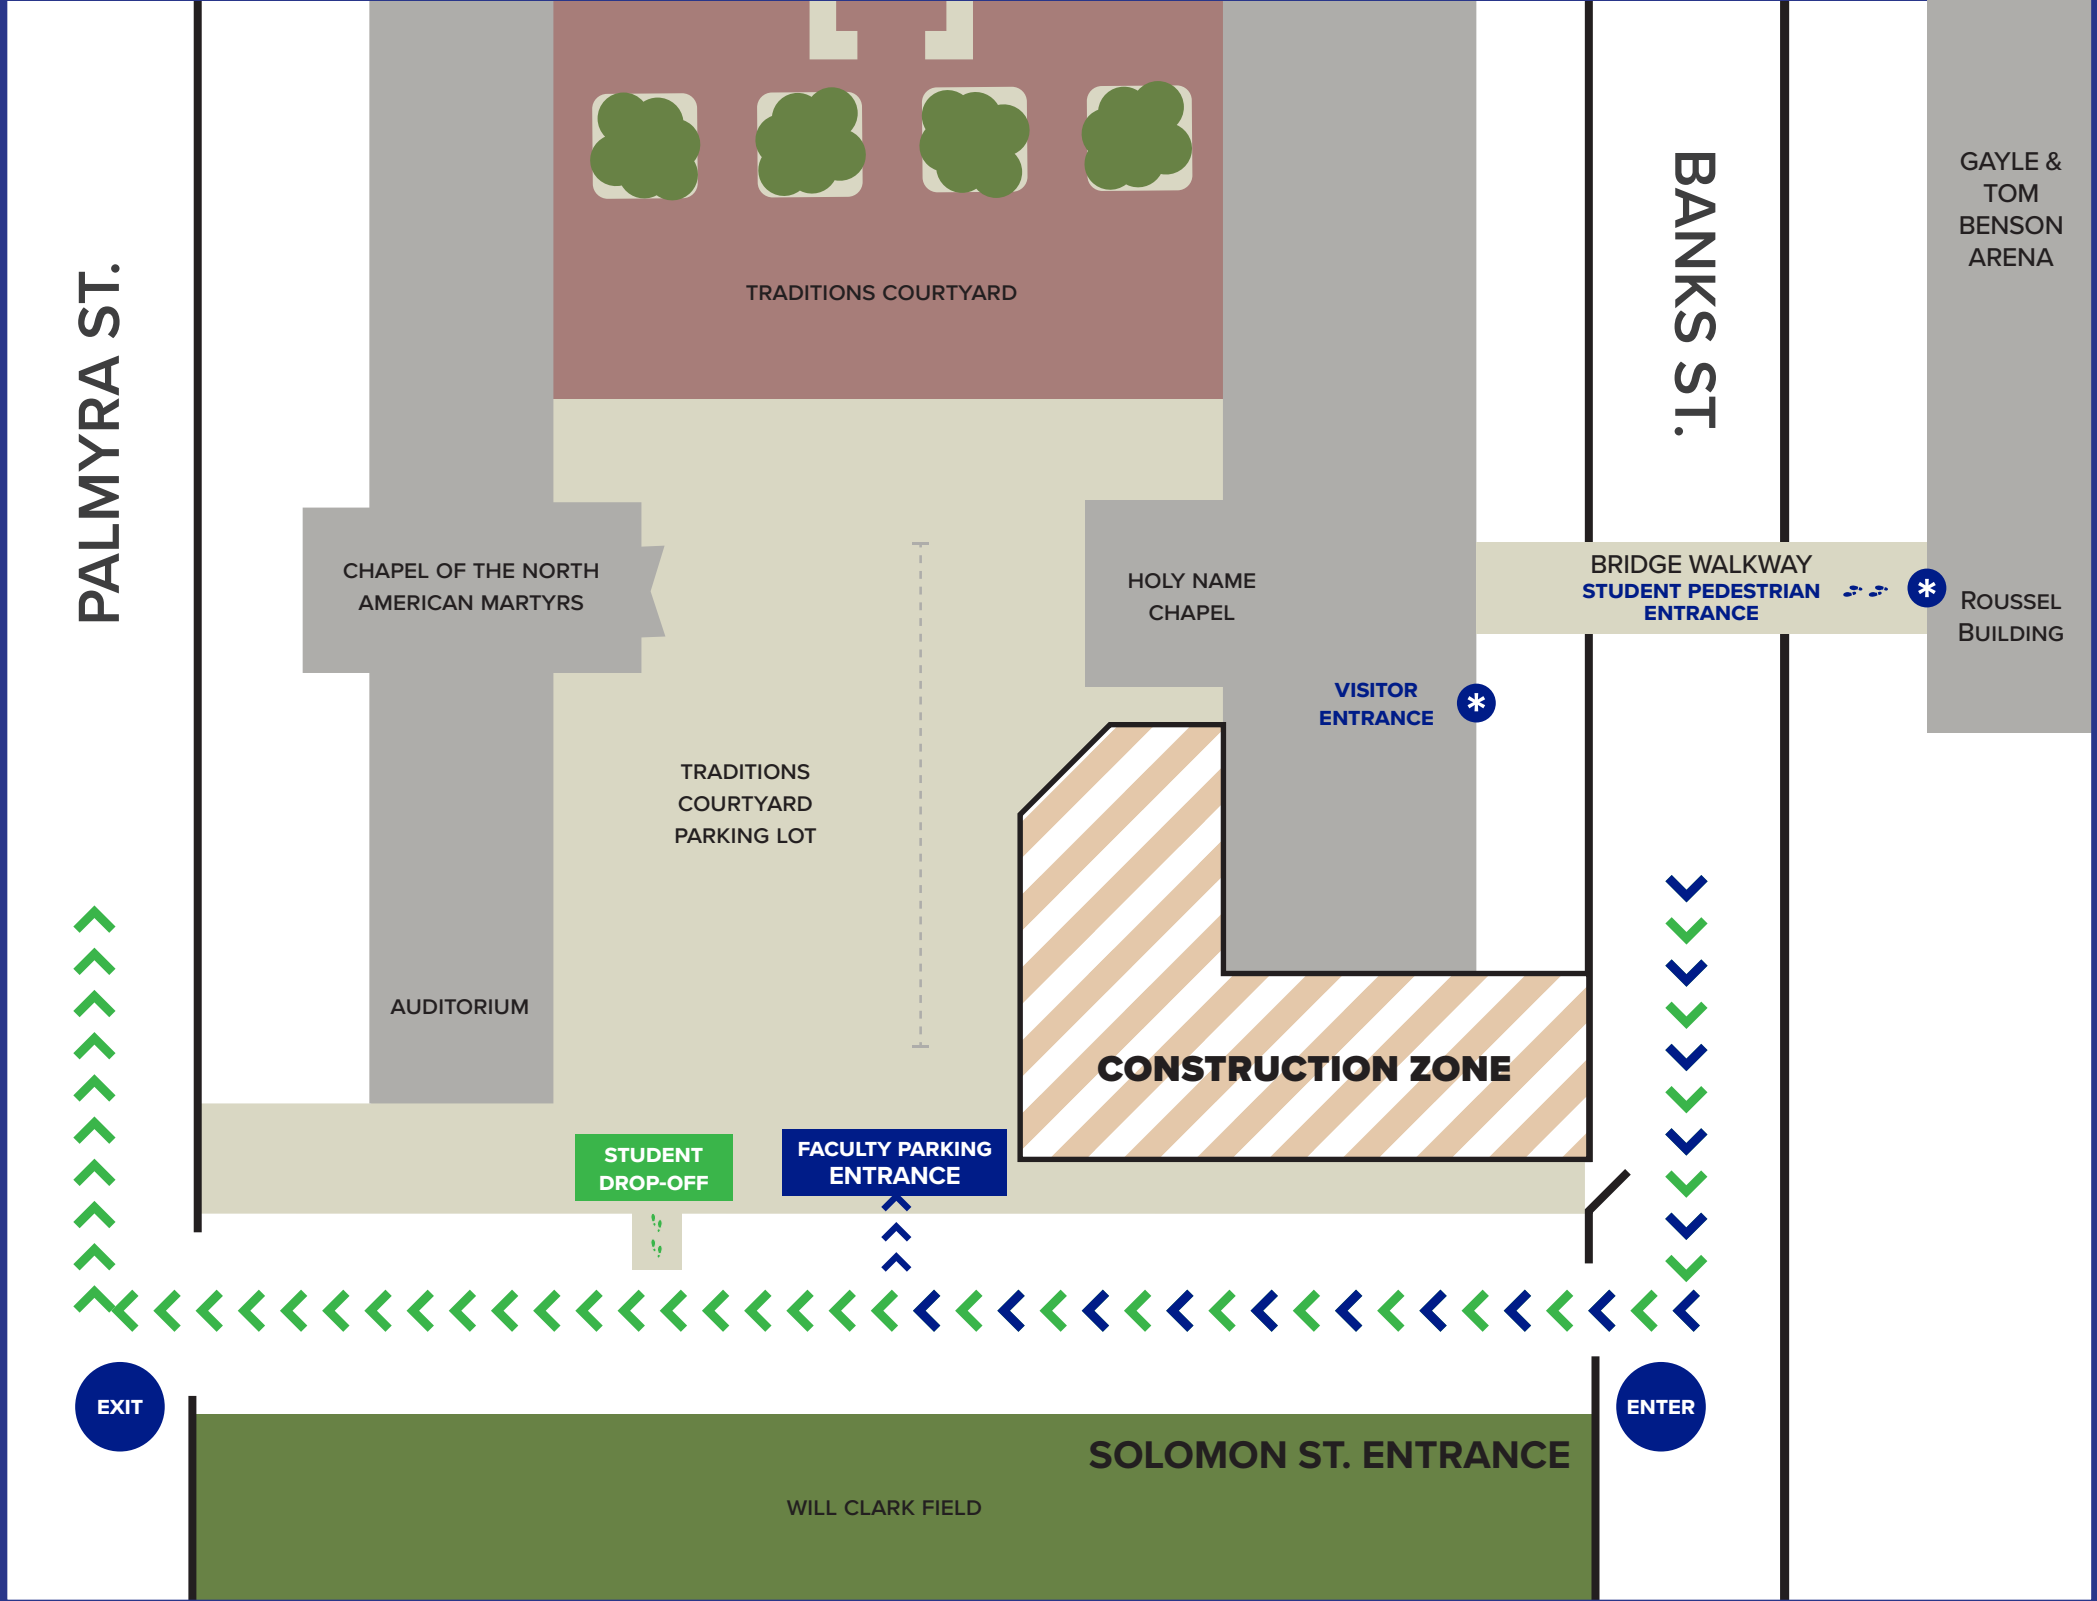 GAYLE &
TOM
BENSON
ARENA
BANKS ST.
PALMYRA ST.
TRADITIONS COURTYARD
CHAPEL OF THE NORTH
AMERICAN MARTYRS
HOLY NAME
CHAPEL
BRIDGE WALKWAY
STUDENT PEDESTRIAN
ENTRANCE
*
ROUSSEL
BUILDING
VISITOR
ENTRANCE
*
TRADITIONS
COURTYARD
PARKING LOT
AUDITORIUM
CONSTRUCTION ZONE
STUDENT
DROP-OFF
FACULTY PARKING
ENTRANCE
EXIT
ENTER
SOLOMON ST. ENTRANCE
WILL CLARK FIELD